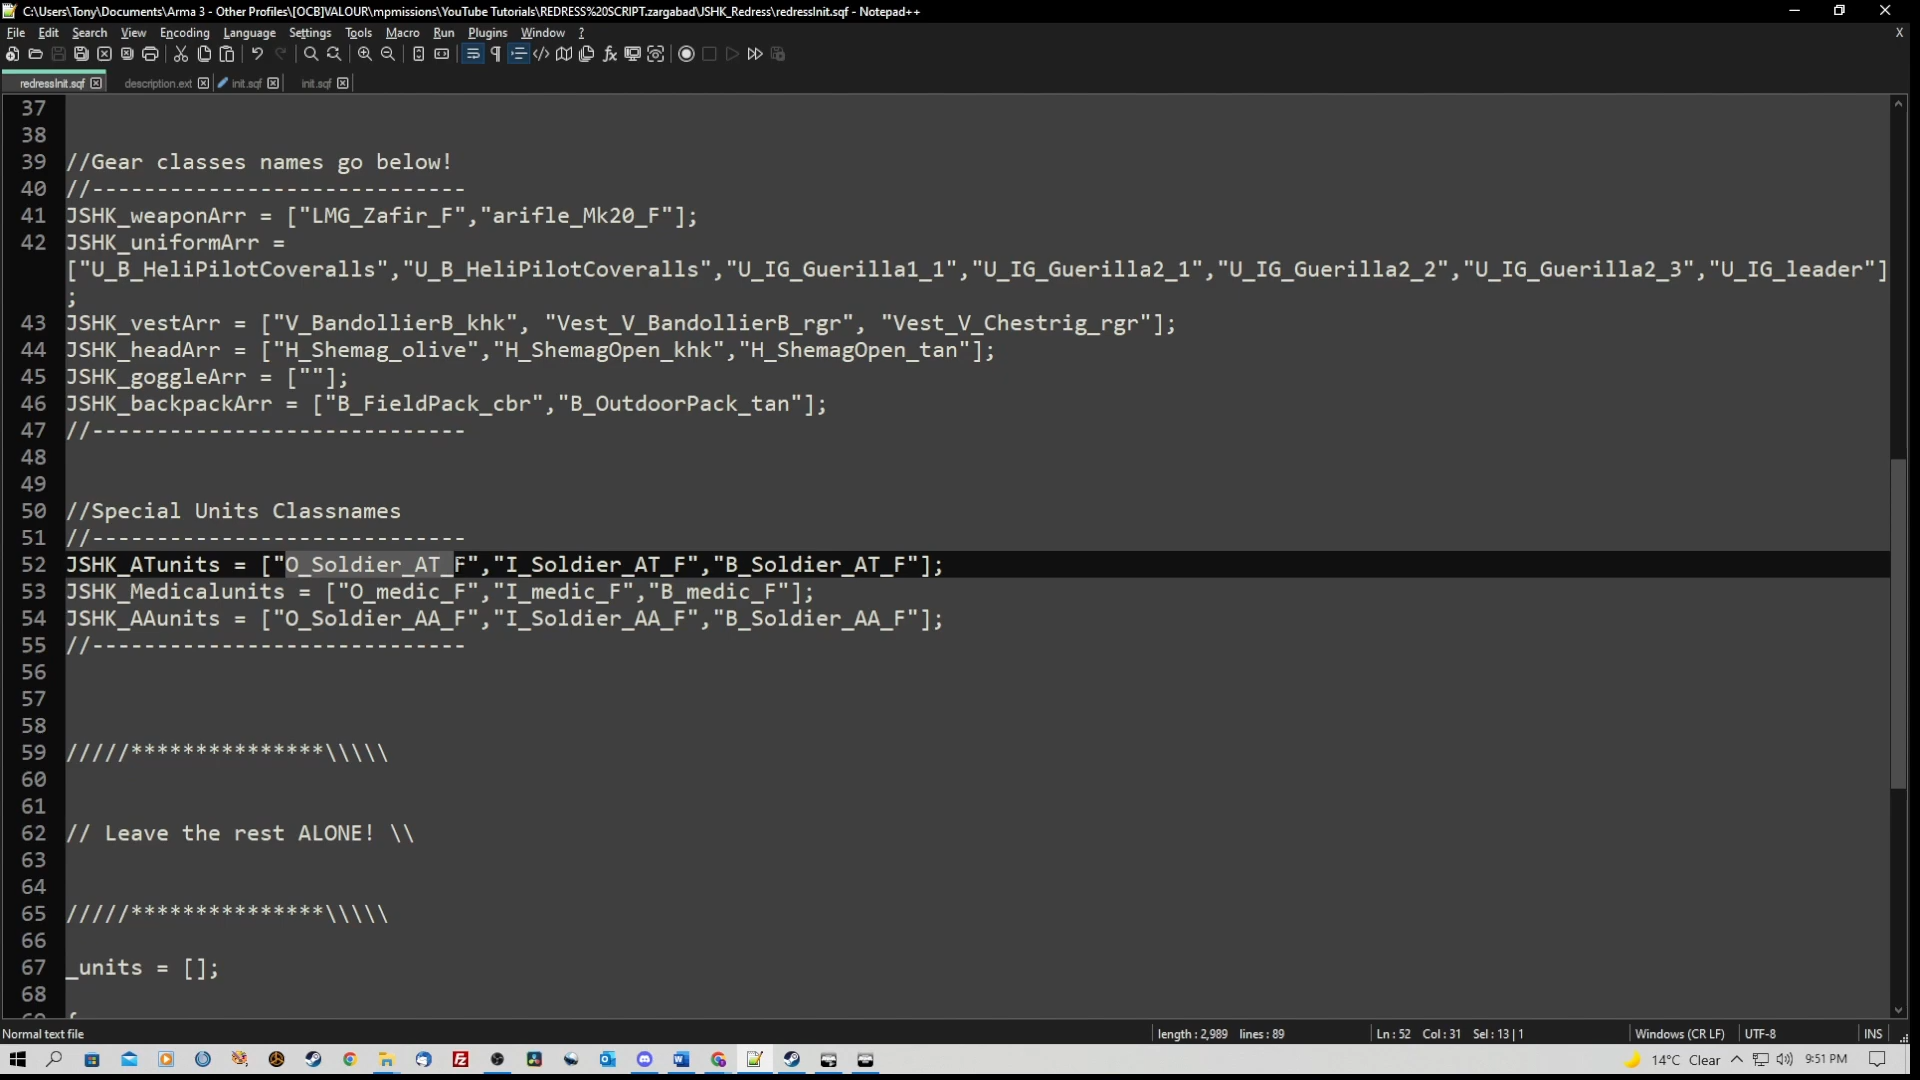 C:\Users\Tony\Documents\Arma 3 - Other Profiles\[OCB]VALOUR\mpmissions\YouTube Tutorials\REDRESS%20SCRIPT.zargabad\JSHK_Redress\redressInit.sqf - Notepad++
File Edit Search View Encoding Language Settings Tools Macro Run Plugins Window ? X
redressInit.sqf description.ext init.sqf init.sqf
37
38
39 //Gear classes names go below!
40 //-----------------------------
41 JSHK_weaponArr = ["LMG_Zafir_F","arifle_Mk20_F"];
42 JSHK_uniformArr =
["U_B_HeliPilotCoveralls","U_B_HeliPilotCoveralls","U_IG_Guerilla1_1","U_IG_Guerilla2_1","U_IG_Guerilla2_2","U_IG_Guerilla2_3","U_IG_leader"]
;
43 JSHK_vestArr = ["V_BandollierB_khk", "Vest_V_BandollierB_rgr", "Vest_V_Chestrig_rgr"];
44 JSHK_headArr = ["H_Shemag_olive","H_ShemagOpen_khk","H_ShemagOpen_tan"];
45 JSHK_goggleArr = [""];
46 JSHK_backpackArr = ["B_FieldPack_cbr","B_OutdoorPack_tan"];
47 //-----------------------------
48
49
50 //Special Units Classnames
51 //-----------------------------
52 JSHK_ATunits = ["O_Soldier_AT_F","I_Soldier_AT_F","B_Soldier_AT_F"];
53 JSHK_Medicalunits = ["O_medic_F","I_medic_F","B_medic_F"];
54 JSHK_AAunits = ["O_Soldier_AA_F","I_Soldier_AA_F","B_Soldier_AA_F"];
55 //-----------------------------
56
57
58
59 /////***************\\\\\
60
61
62 // Leave the rest ALONE! \\
63
64
65 /////***************\\\\\
66
67 _units = [];
68
Normal text file length : 2,989 lines : 89 Ln : 52 Col : 31 Sel : 13 | 1 Windows (CR LF) UTF-8 INS
14°C Clear 9:51 PM